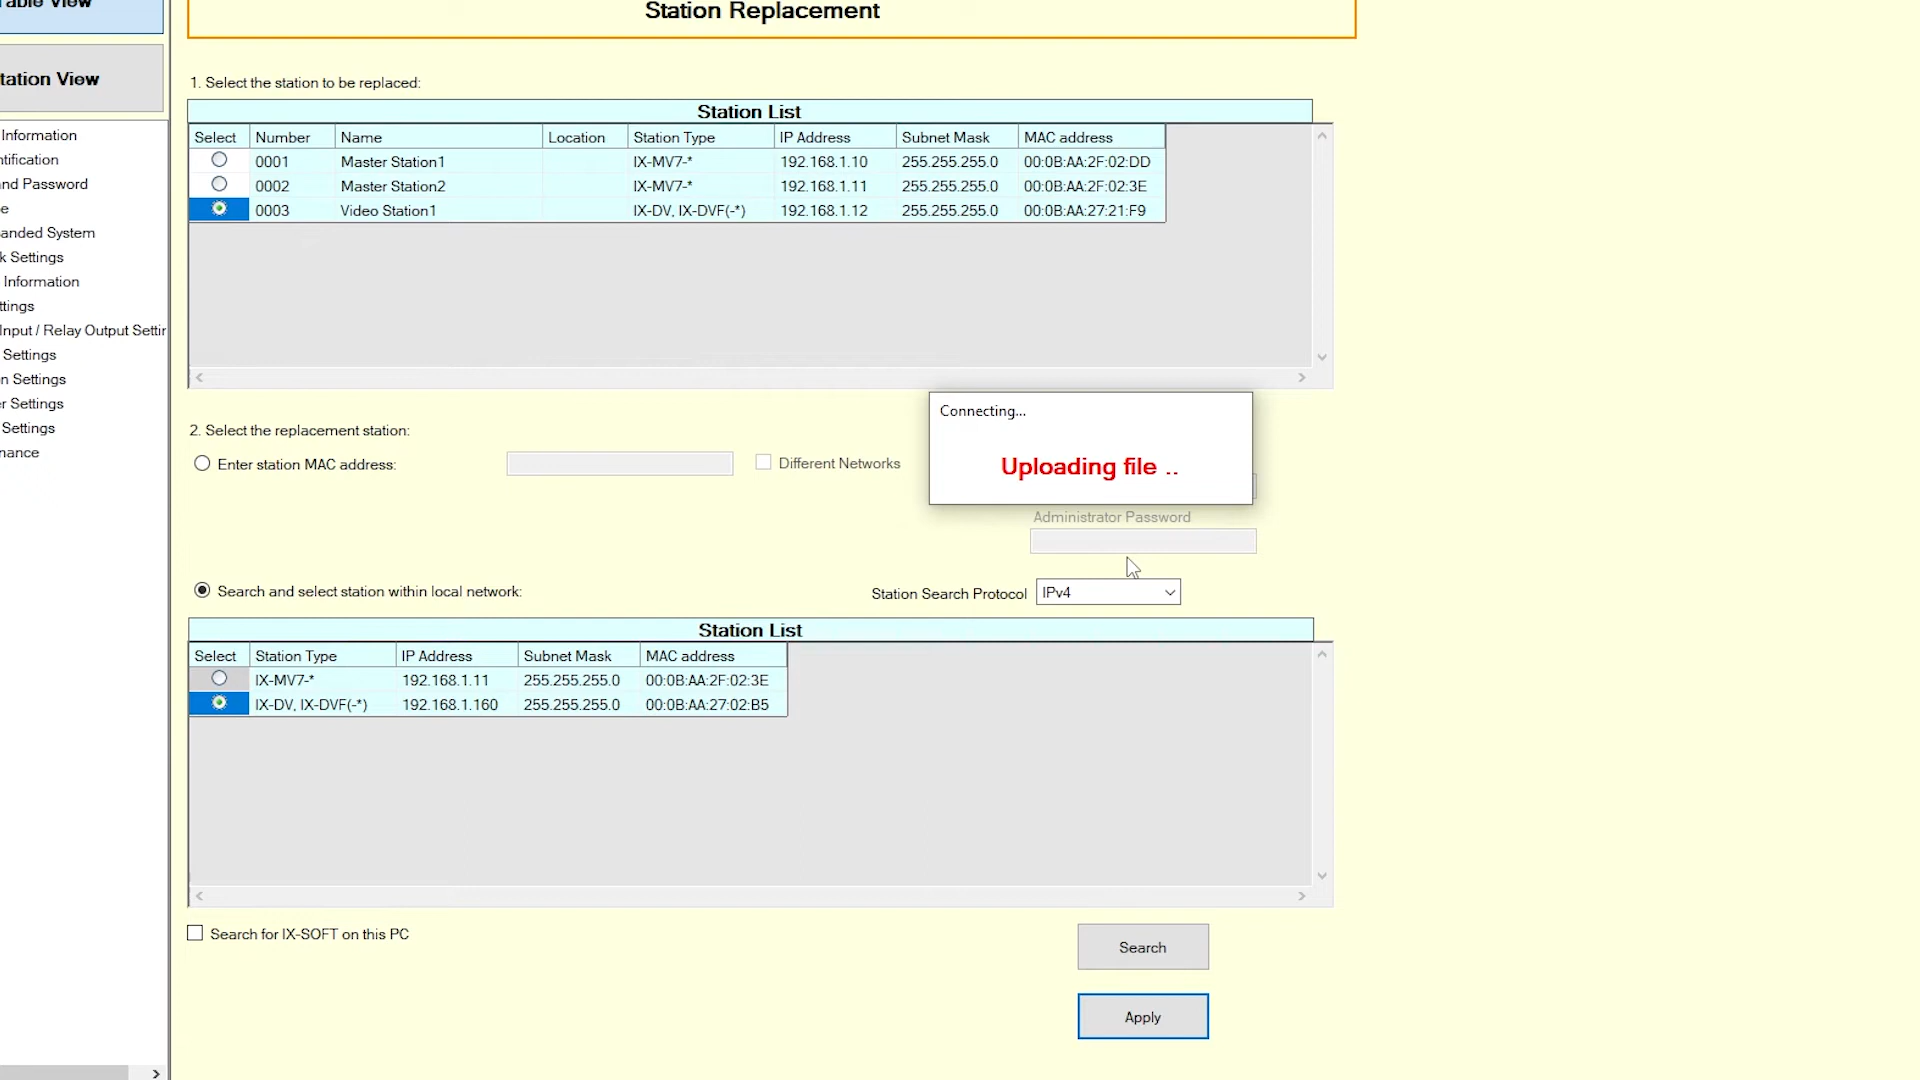 able View
Station Replacement
tation View
1. Select the station to be replaced:
Station List
Select Number Name Location Station Type IP Address Subnet Mask MAC address
0001 Master Station1 IX-MV7-* 192.168.1.10 255.255.255.0 00:0B:AA:2F:02:DD
0002 Master Station2 IX-MV7-* 192.168.1.11 255.255.255.0 00:0B:AA:2F:02:3E
0003 Video Station1 IX-DV, IX-DVF(-*) 192.168.1.12 255.255.255.0 00:0B:AA:27:21:F9
Information
ntification
and Password
e
anded System
k Settings
Information
ttings
Input / Relay Output Settin
Settings
n Settings
er Settings
Settings
nance
2. Select the replacement station:
Enter station MAC address:
Different Networks
Connecting...
Uploading file ..
Administrator Password
Search and select station within local network:
Station Search Protocol IPv4
Station List
Select Station Type IP Address Subnet Mask MAC address
IX-MV7-* 192.168.1.11 255.255.255.0 00:0B:AA:2F:02:3E
IX-DV, IX-DVF(-*) 192.168.1.160 255.255.255.0 00:0B:AA:27:02:B5
Search for IX-SOFT on this PC
Search
Apply